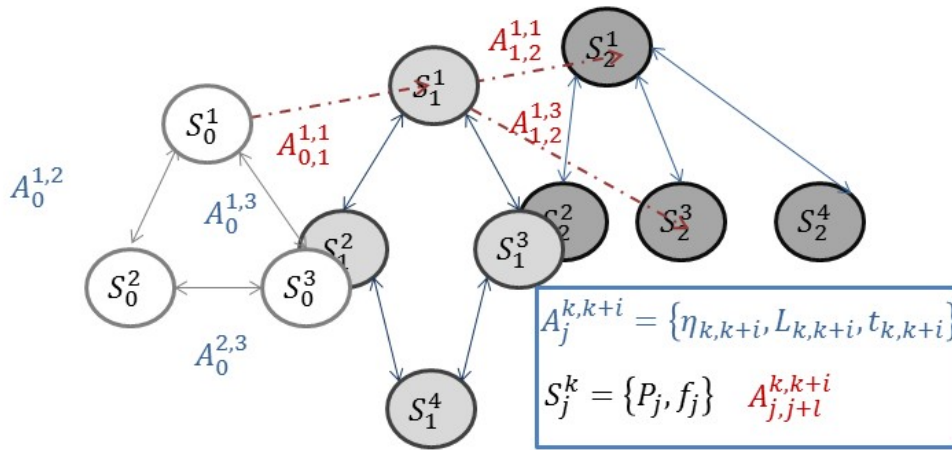 A_{1,2}^{1,1}
S_2^1
S_1^1
A_{1,2}^{1,3}
S_0^1
A_{0,1}^{1,1}
A_0^{1,2}
A_0^{1,3}
S_1^2
S_1^3
S_2^2
S_2^3
S_2^4
S_0^2
S_0^3
A_0^{2,3}
A_j^{k,k+i} = {η_{k,k+i}, L_{k,k+i}, t_{k,k+i}}
S_j^k = {P_j, f_j} A_{j,j+l}^{k,k+i}
S_1^4